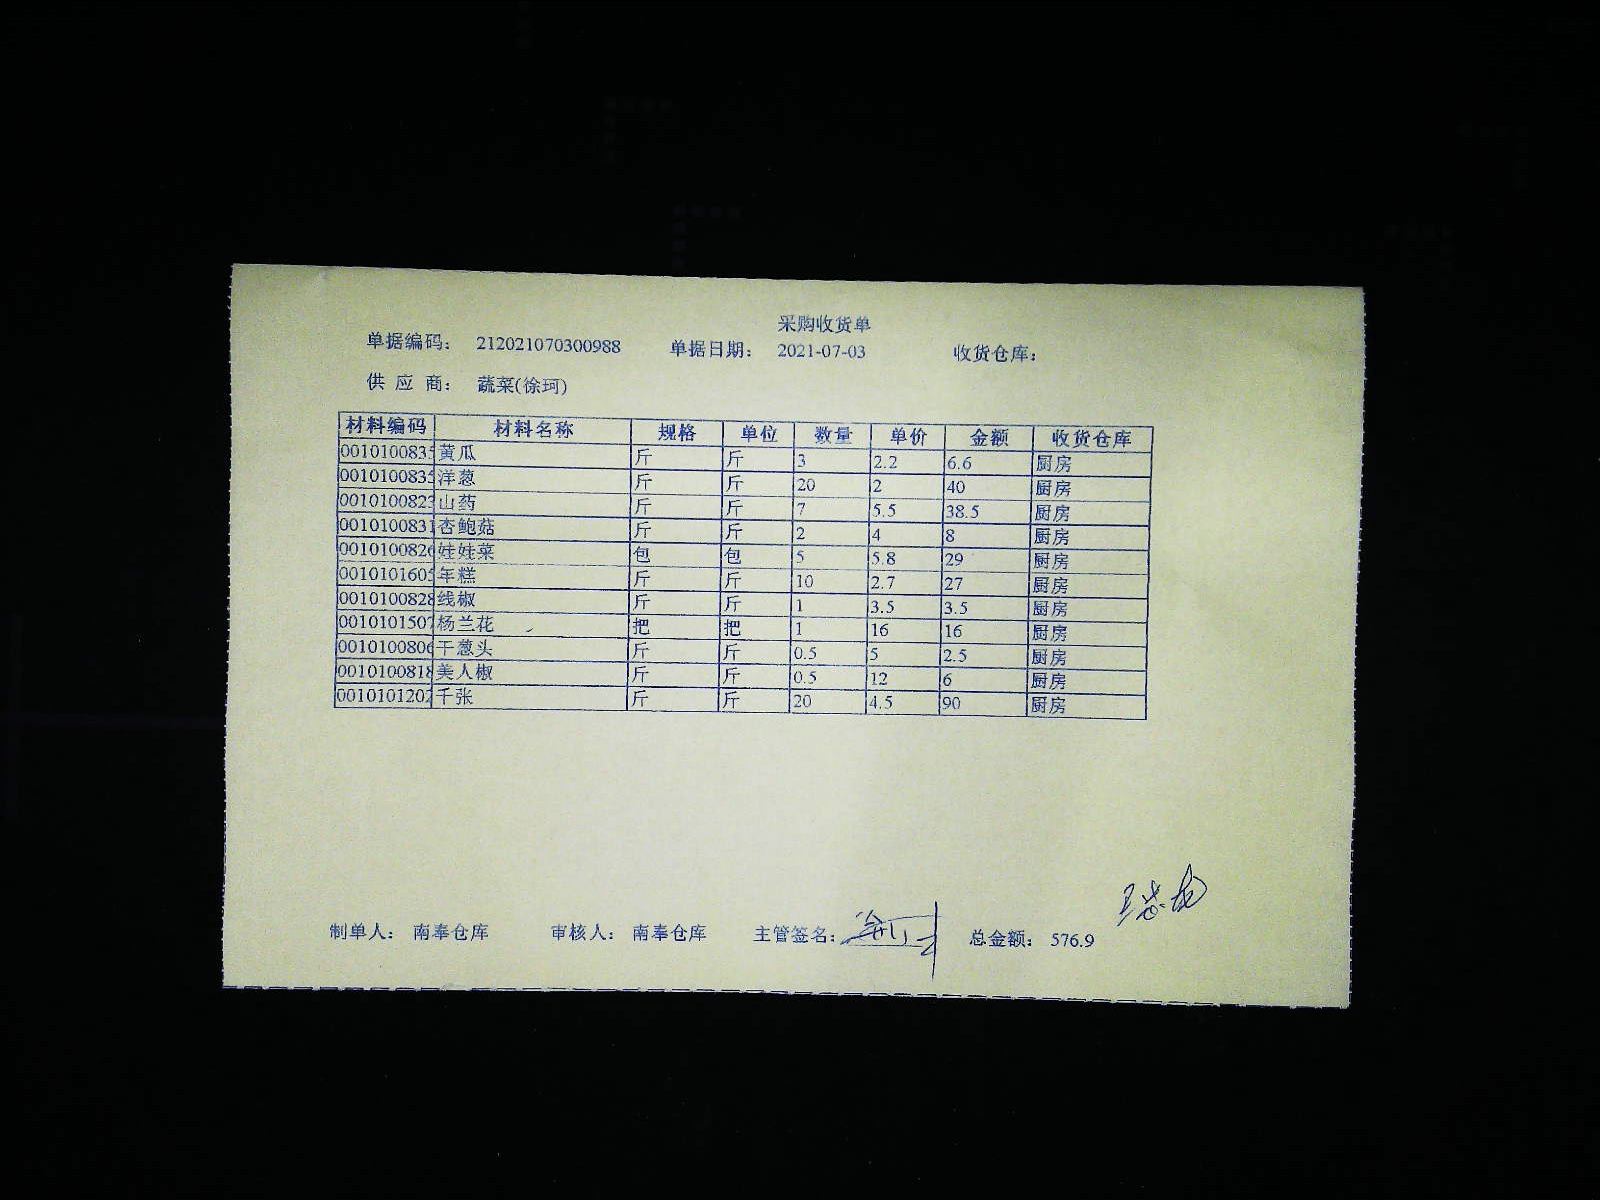 采购收货单
单据编码： 212021070300988 单据日期： 2021-07-03 收货仓库：
供 应 商： 蔬菜(徐珂)
材料编码 材料名称 规格 单位 数量 单价 金额 收货仓库
0010100835 黄瓜 斤 斤 3 2.2 6.6 厨房
0010100835 洋葱 斤 斤 20 2 40 厨房
0010100823 山药 斤 斤 7 5.5 38.5 厨房
0010100831 杏鲍菇 斤 斤 2 4 8 厨房
0010100826 娃娃菜 包 包 5 5.8 29 厨房
0010101605 年糕 斤 斤 10 2.7 27 厨房
0010100828 线椒 斤 斤 1 3.5 3.5 厨房
0010101507 杨兰花 把 把 1 16 16 厨房
0010100806 干葱头 斤 斤 0.5 5 2.5 厨房
0010100818 美人椒 斤 斤 0.5 12 6 厨房
0010101202 千张 斤 斤 20 4.5 90 厨房
制单人： 南奉仓库 审核人： 南奉仓库 主管签名： 总金额： 576.9